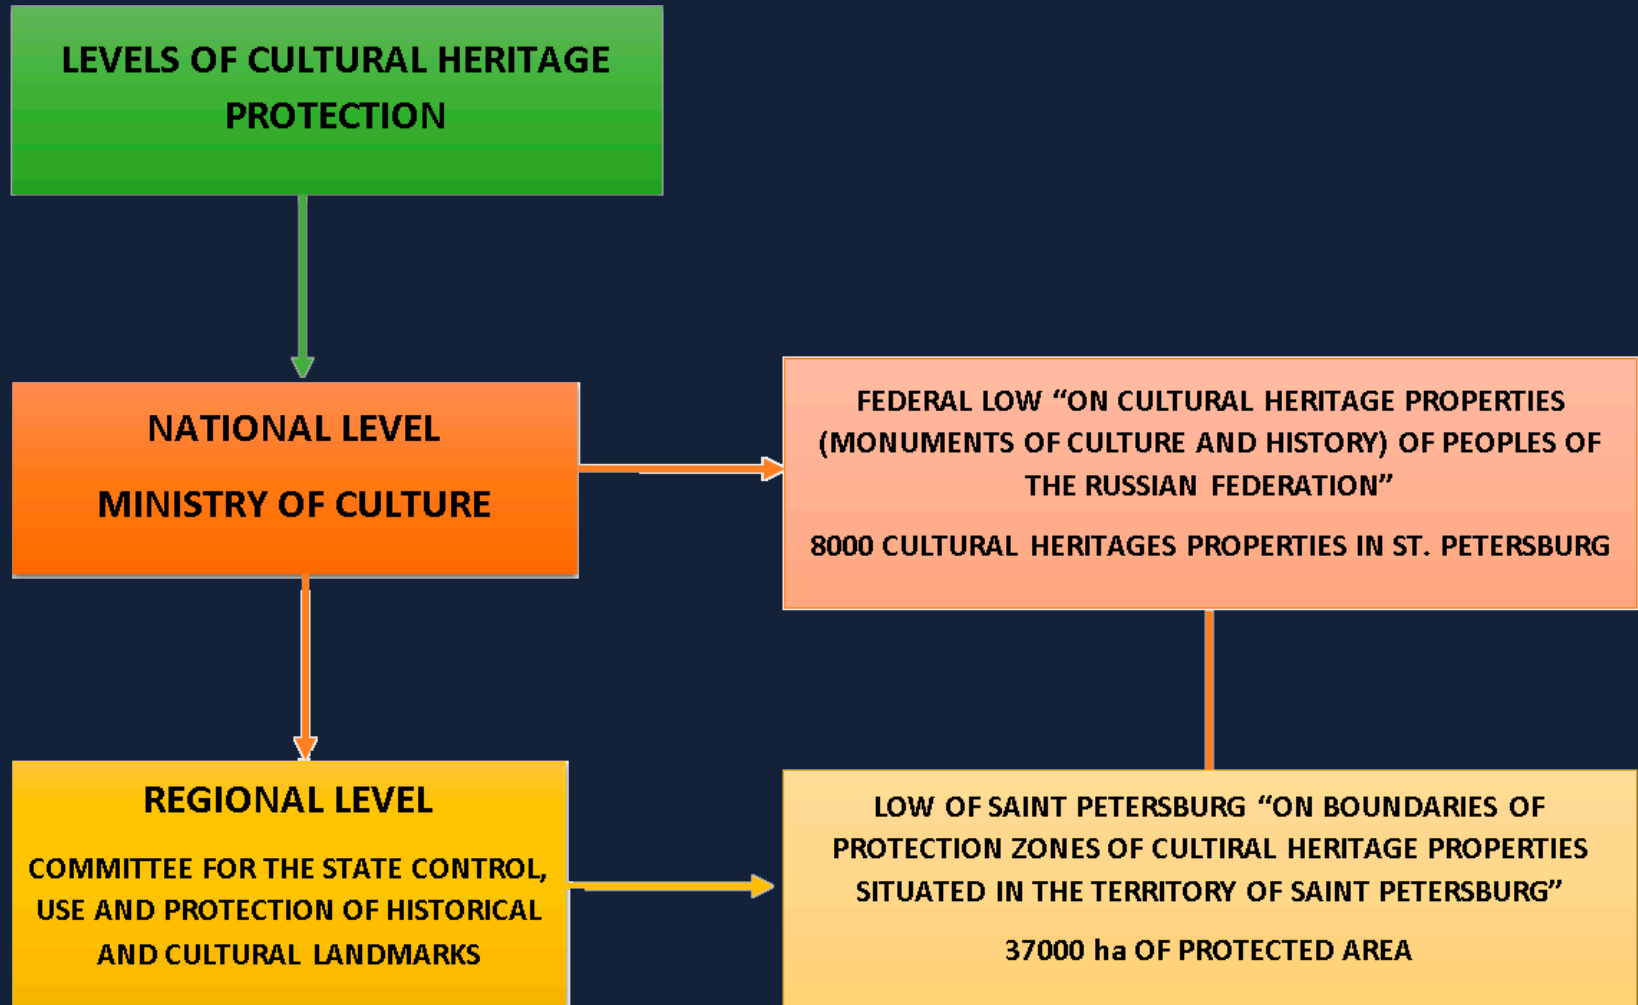 LEVELS OF CULTURAL HERITAGE
PROTECTION
NATIONAL LEVEL
MINISTRY OF CULTURE
FEDERAL LOW “ON CULTURAL HERITAGE PROPERTIES
(MONUMENTS OF CULTURE AND HISTORY) OF PEOPLES OF
THE RUSSIAN FEDERATION”
8000 CULTURAL HERITAGES PROPERTIES IN ST. PETERSBURG
REGIONAL LEVEL
COMMITTEE FOR THE STATE CONTROL,
USE AND PROTECTION OF HISTORICAL
AND CULTURAL LANDMARKS
LOW OF SAINT PETERSBURG “ON BOUNDARIES OF
PROTECTION ZONES OF CULTIRAL HERITAGE PROPERTIES
SITUATED IN THE TERRITORY OF SAINT PETERSBURG”
37000 ha OF PROTECTED AREA